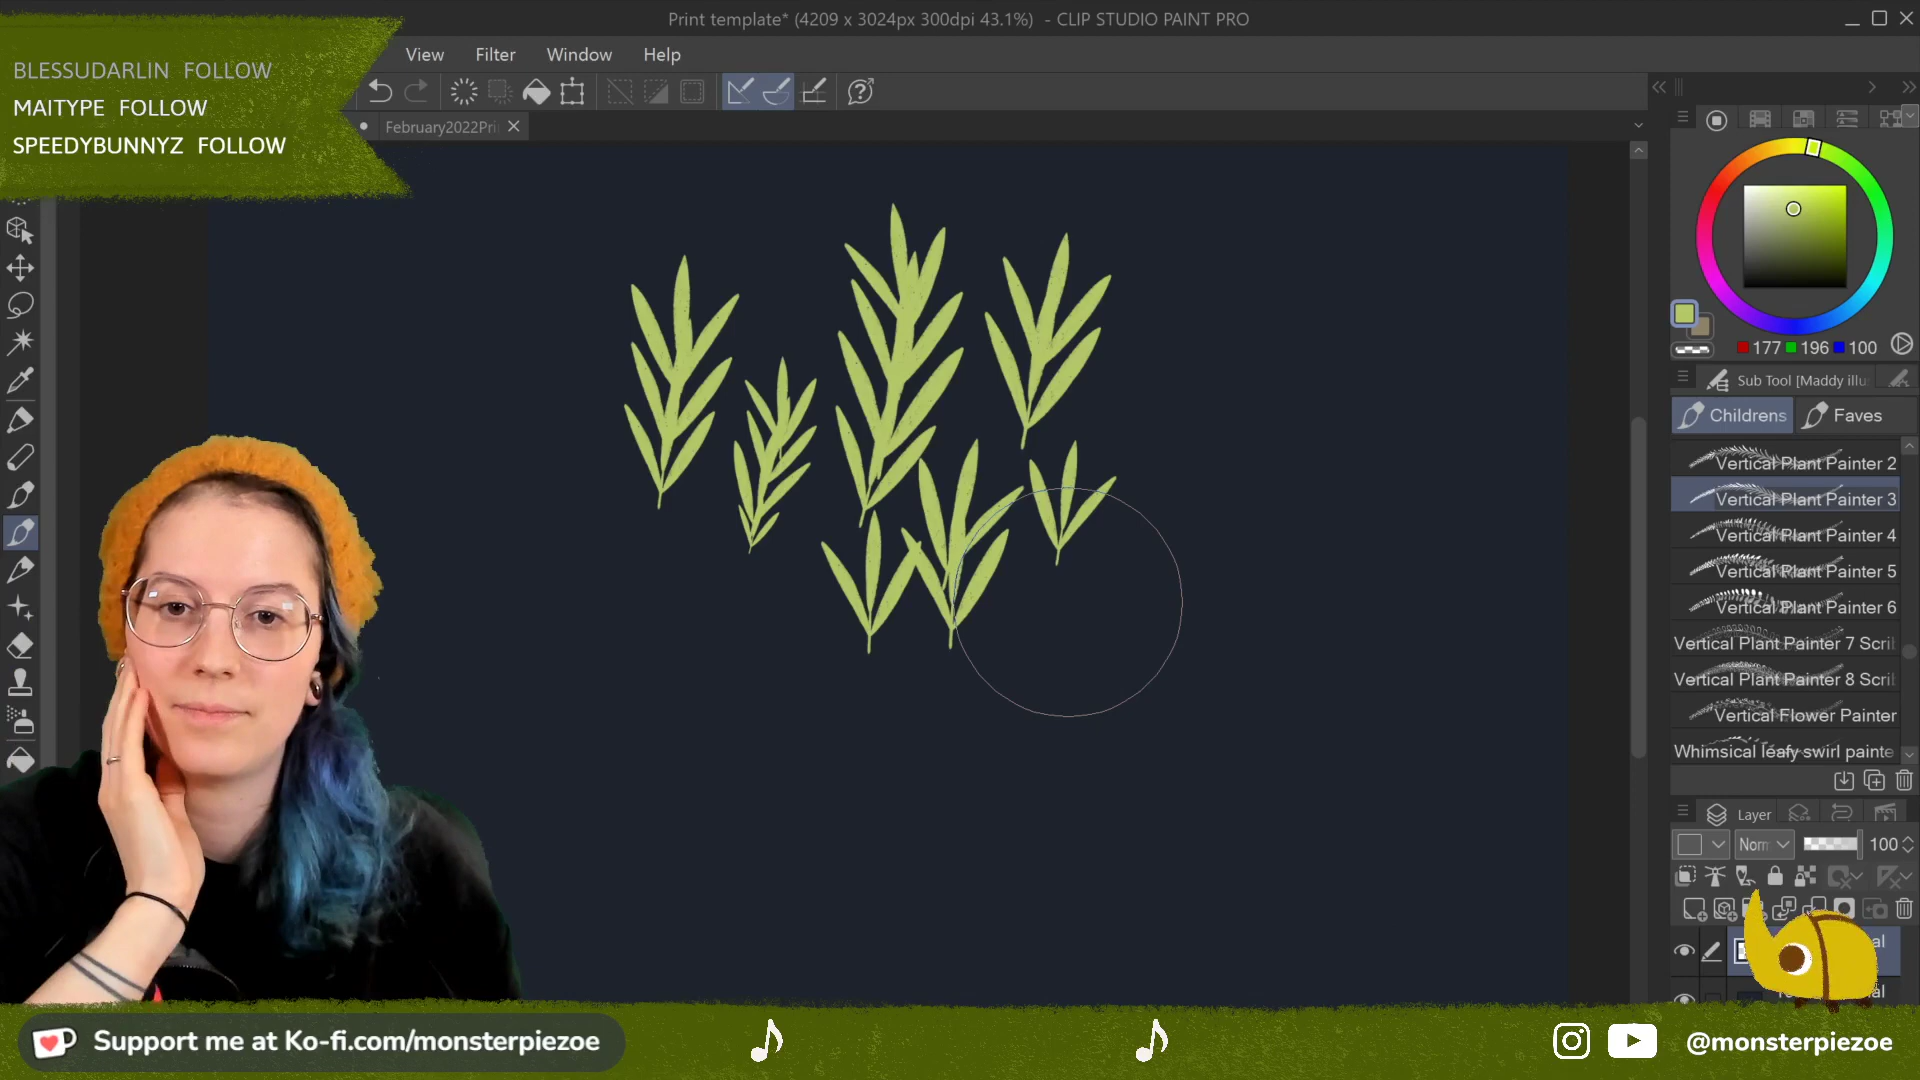 Print template* (4209 x 3024px 300dpi 43.1%) - CLIP STUDIO PAINT PRO
BLESSUDARLIN FOLLOW
MAITYPE FOLLOW
SPEEDYBUNNYZ FOLLOW
View Filter Window Help
February2022Pri
177 196 100
Sub Tool [Maddy illu
Childrens Faves
Vertical Plant Painter 2
Vertical Plant Painter 3
Vertical Plant Painter 4
Vertical Plant Painter 5
Vertical Plant Painter 6
Vertical Plant Painter 7 Scri
Vertical Plant Painter 8 Scri
Vertical Flower Painter
Whimsical leafy swirl painte
Layer
Norm 100
al
al
Support me at Ko-fi.com/monsterpiezoe
@monsterpiezoe